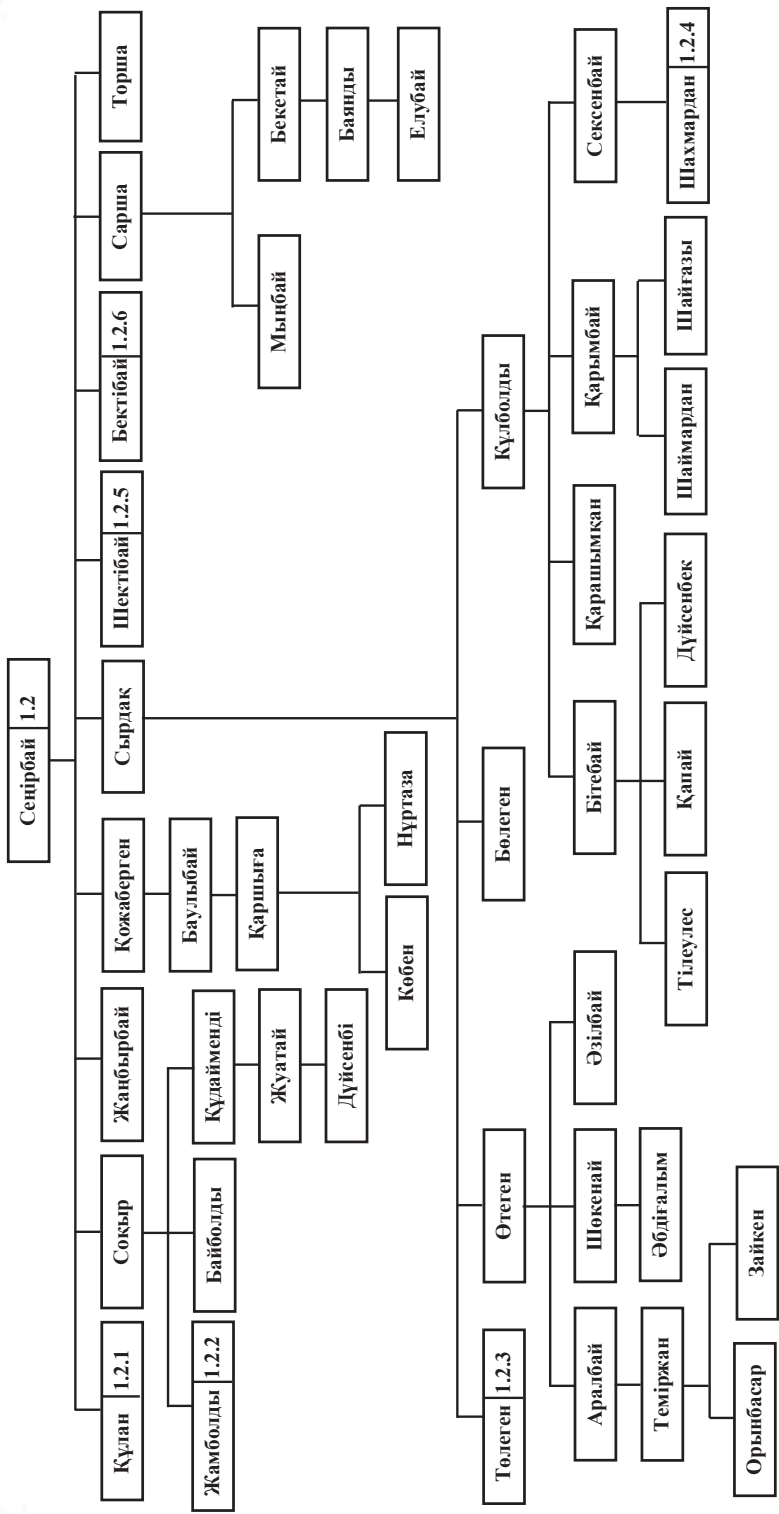 Сеңірбай 1.2
Құлан 1.2.1
Соқыр
Жаңбырбай
Қожаберген
Сырдақ
Шектібай 1.2.5
Бектібай 1.2.6
Сарша
Торша
Жамболды 1.2.2
Байболды
Құдайменді
Баулыбай
Мыңбай
Бекетай
Жуатай
Қаршыға
Баянды
Дүйсенбі
Елубай
Көбен
Нұртаза
Төлеген 1.2.3
Өтеген
Бөлеген
Құлболды
Аралбай
Шөкенай
Әзілбай
Бітебай
Қарашымқан
Қарымбай
Сексенбай
Теміржан
Әбдіғалым
Тілеулес
Қапай
Дүйсенбек
Шаймардан
Шайғазы
Шахмардан 1.2.4
Орынбасар
Зайкен